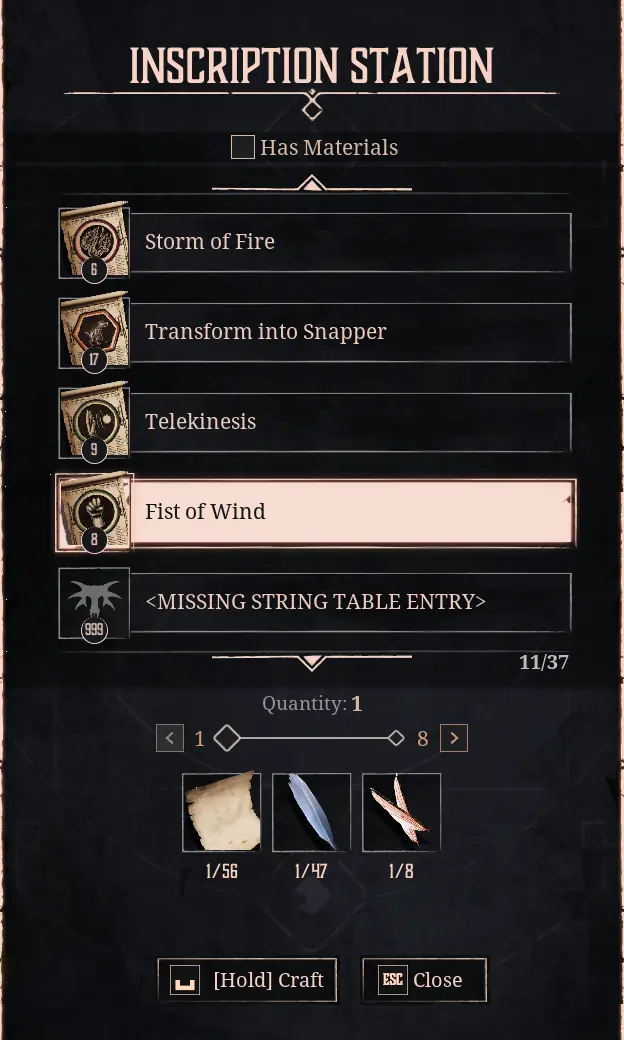 INSCRIPTION STATION
Has Materials
6
Storm of Fire
17
Transform into Snapper
9
Telekinesis
8
Fist of Wind
999
<MISSING STRING TABLE ENTRY>
11/37
Quantity: 1
< 1 8 >
1/56 1/47 1/8
[Hold] Craft
ESC Close